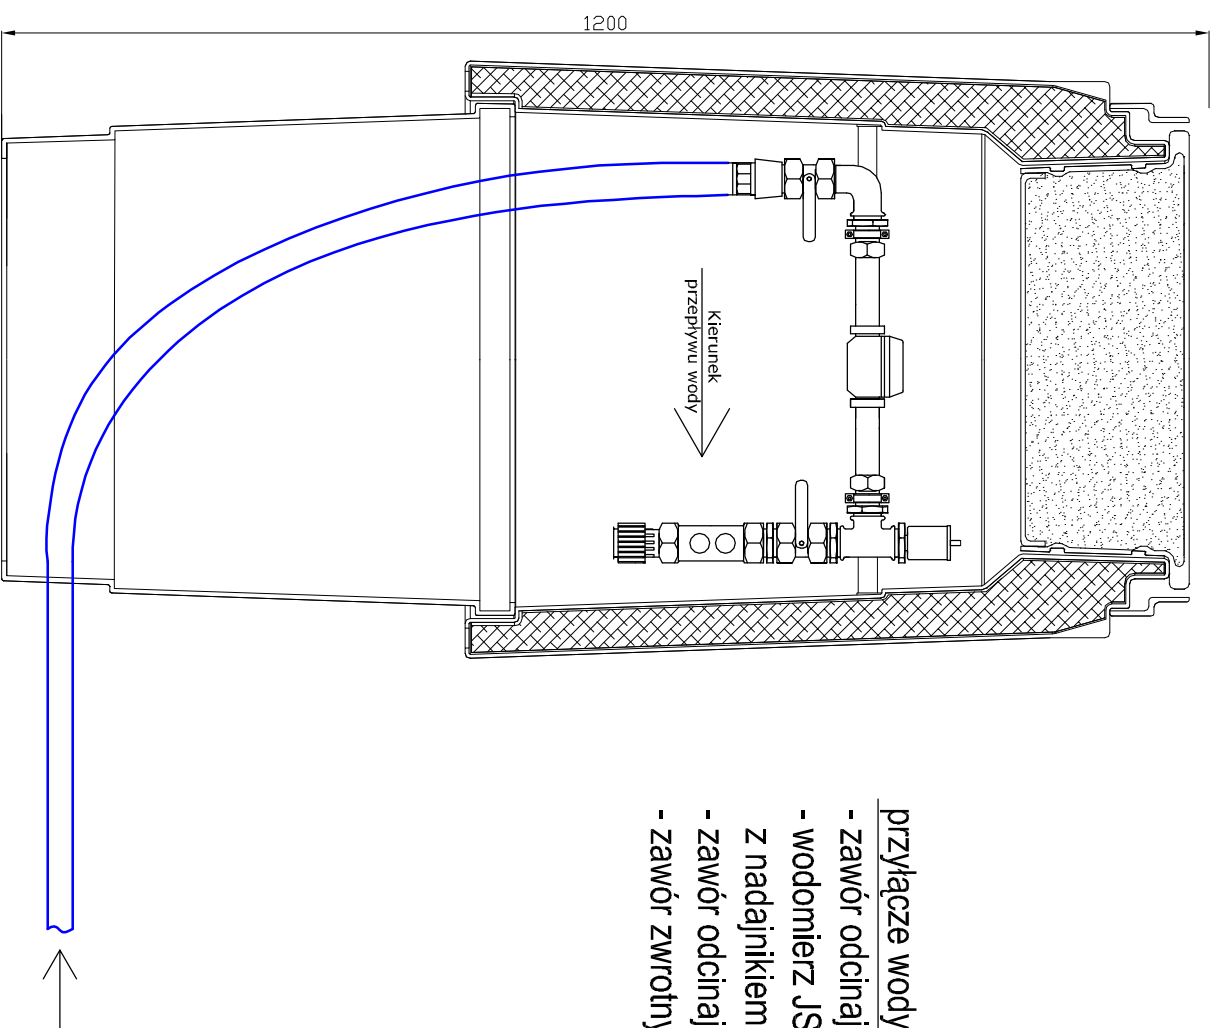 1200
Kierunek
przepływu wody
przyłącze wody
- zawór odcinaj
- wodomierz JS
z nadajnikiem
- zawór odcinaj
- zawór zwrotny